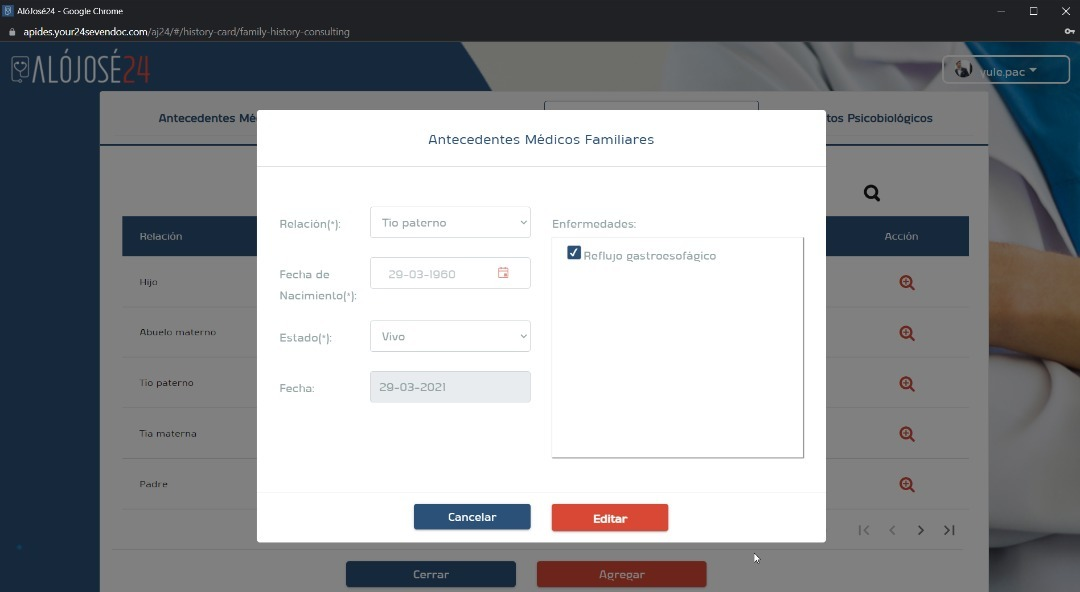 AlóJosé24 - Google Chrome
apides.your24sevendoc.com/aj24/#/history-card/family-history-consulting
ALÓJOSÉ24
yule.pac
Antecedentes Mé
tos Psicobiológicos
Antecedentes Médicos Familiares
Relación(*):
Tio paterno
Enfermedades:
Reflujo gastroesofágico
Fecha de
Nacimiento(*):
29-03-1960
Estado(*):
Vivo
Fecha:
29-03-2021
Cancelar
Editar
Relación
Acción
Hijo
Abuelo materno
Tio paterno
Tia materna
Padre
Cerrar
Agregar